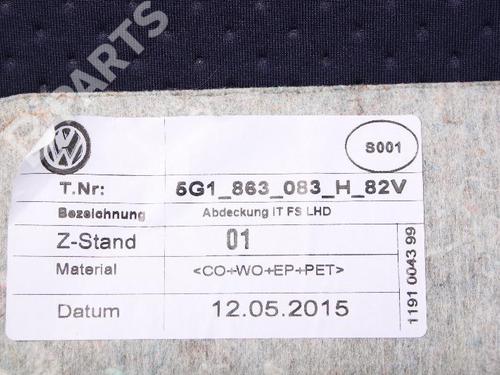 PARTS
S001
T.Nr: 5G1_863_083_H_82V
Bezeichnung Abdeckung IT FS LHD
Z-Stand 01
Material <CO+WO+EP+PET>
Datum 12.05.2015
1191 0043 99